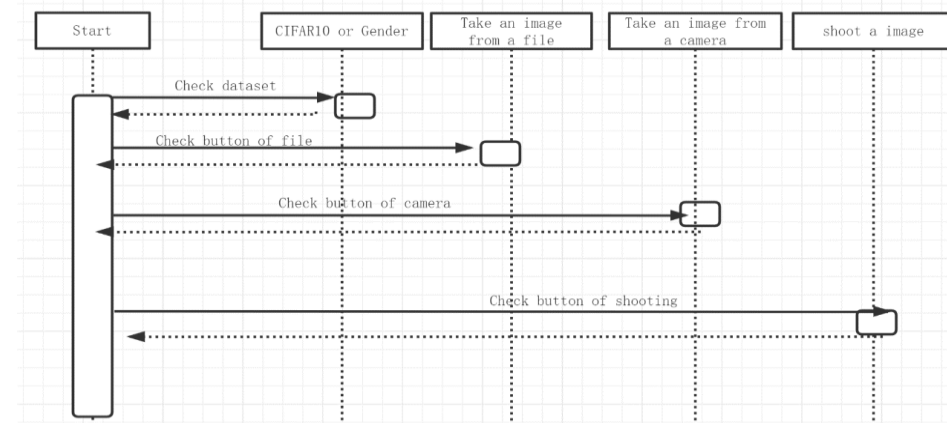 Start
CIFAR10 or Gender
Take an image
from a file
Take an image from
a camera
shoot a image
Check dataset
Check button of file
Check button of camera
Check button of shooting